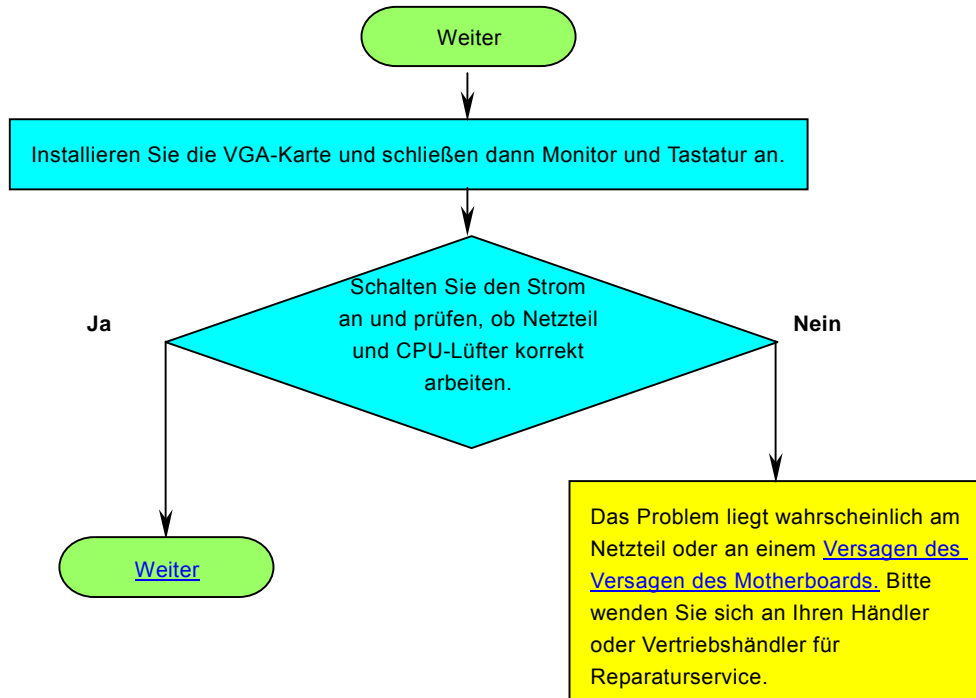 Weiter
Installieren Sie die VGA-Karte und schließen dann Monitor und Tastatur an.
Schalten Sie den Strom
an und prüfen, ob Netzteil
und CPU-Lüfter korrekt
arbeiten.
Ja
Nein
Weiter
Das Problem liegt wahrscheinlich am
Netzteil oder an einem Versagen des
Versagen des Motherboards. Bitte
wenden Sie sich an Ihren Händler
oder Vertriebshändler für
Reparaturservice.